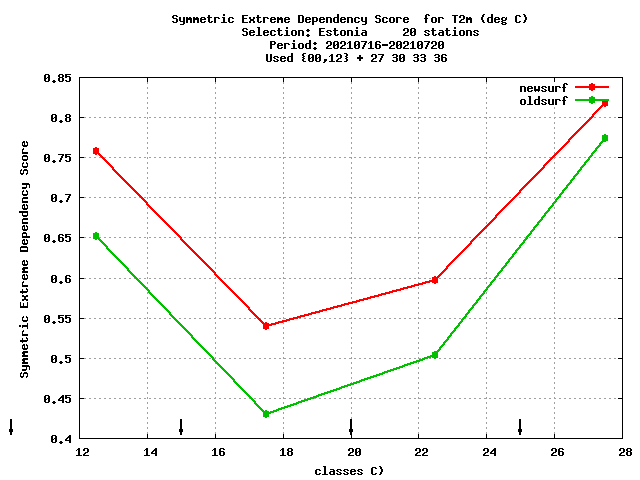 Symmetric Extreme Dependency Score  for T2m (deg C)
Selection: Estonia     20 stations
Period: 20210716-20210720
Used {00,12} + 27 30 33 36
newsurf
oldsurf
Symmetric Extreme Dependency Score
0.85
0.8
0.75
0.7
0.65
0.6
0.55
0.5
0.45
0.4
12 14 16 18 20 22 24 26 28
classes C)